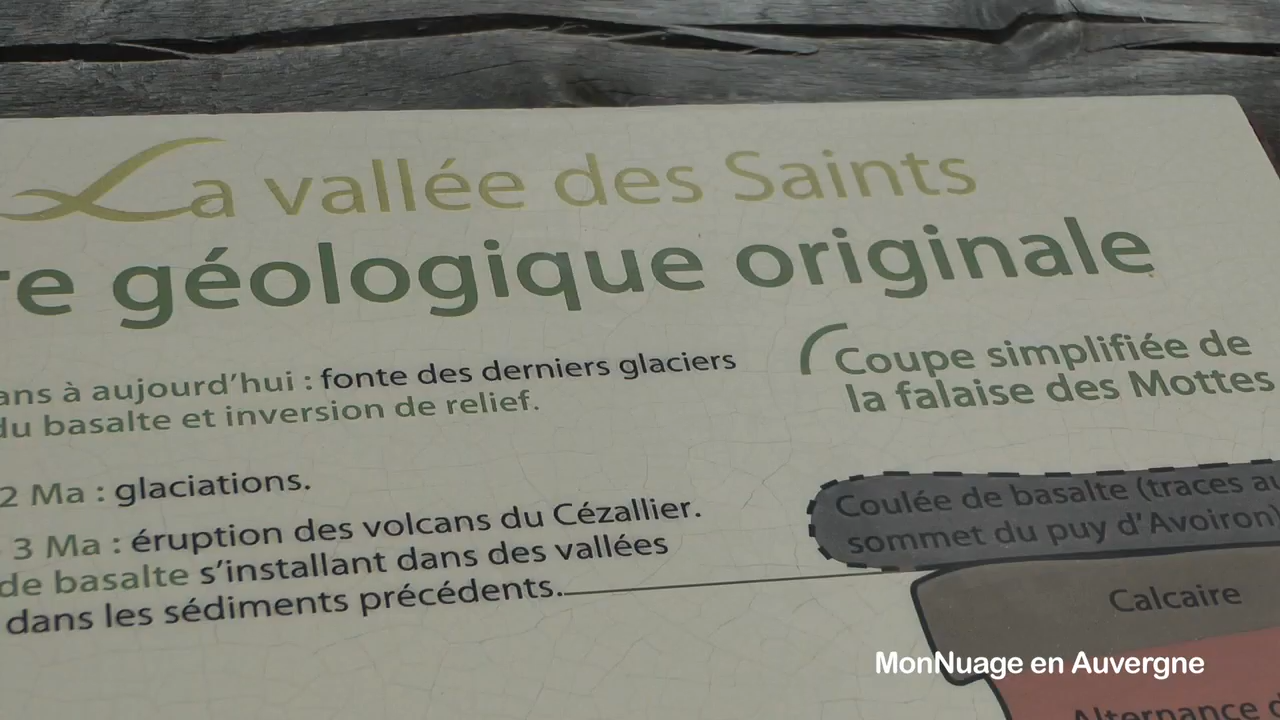 La vallée des Saints
re géologique originale
ans à aujourd'hui : fonte des derniers glaciers
du basalte et inversion de relief.
2 Ma : glaciations.
3 Ma : éruption des volcans du Cézallier.
de basalte s'installant dans des vallées
dans les sédiments précédents.
Coupe simplifiée de
la falaise des Mottes
Coulée de basalte (traces au
sommet du puy d'Avoiron)
Calcaire
Alternance d
MonNuage en Auvergne